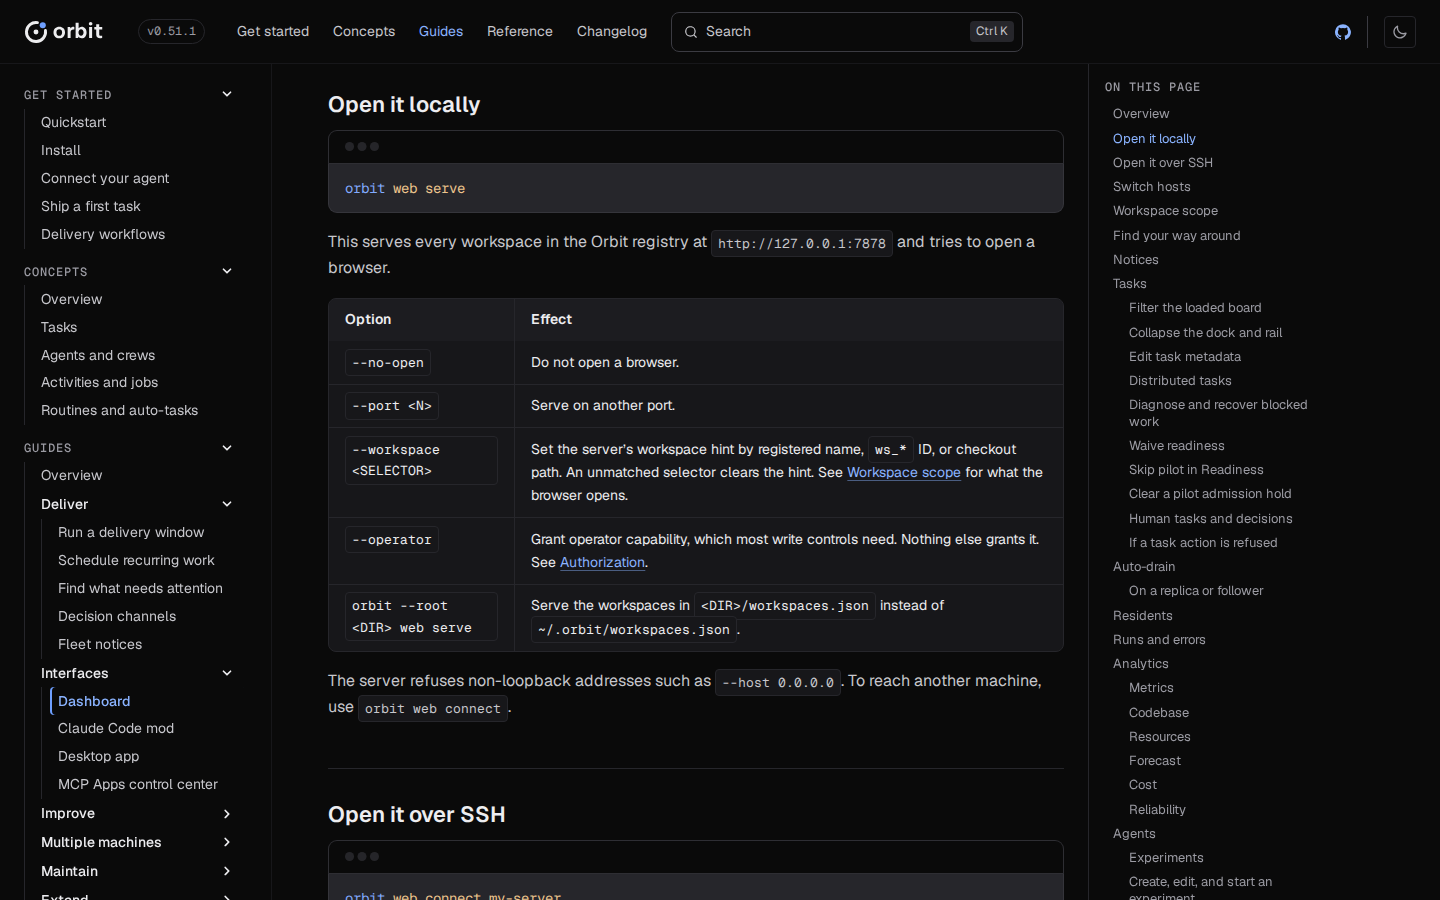 orbit
v0.51.1
Get started
Concepts
Guides
Reference
Changelog
Search
Ctrl K
GET STARTED
Quickstart
Install
Connect your agent
Ship a first task
Delivery workflows
CONCEPTS
Overview
Tasks
Agents and crews
Activities and jobs
Routines and auto-tasks
GUIDES
Overview
Deliver
Run a delivery window
Schedule recurring work
Find what needs attention
Decision channels
Fleet notices
Interfaces
Dashboard
Claude Code mod
Desktop app
MCP Apps control center
Improve
Multiple machines
Maintain
Extend
Open it locally
orbit web serve
This serves every workspace in the Orbit registry at http://127.0.0.1:7878 and tries to open a
browser.
Option
Effect
--no-open
Do not open a browser.
--port <N>
Serve on another port.
--workspace
<SELECTOR>
Set the server's workspace hint by registered name, ws_* ID, or checkout
path. An unmatched selector clears the hint. See Workspace scope for what the
browser opens.
--operator
Grant operator capability, which most write controls need. Nothing else grants it.
See Authorization.
orbit --root
<DIR> web serve
Serve the workspaces in <DIR>/workspaces.json instead of
~/.orbit/workspaces.json.
The server refuses non-loopback addresses such as --host 0.0.0.0. To reach another machine,
use orbit web connect.
Open it over SSH
orbit web connect my-server
ON THIS PAGE
Overview
Open it locally
Open it over SSH
Switch hosts
Workspace scope
Find your way around
Notices
Tasks
Filter the loaded board
Collapse the dock and rail
Edit task metadata
Distributed tasks
Diagnose and recover blocked
work
Waive readiness
Skip pilot in Readiness
Clear a pilot admission hold
Human tasks and decisions
If a task action is refused
Auto-drain
On a replica or follower
Residents
Runs and errors
Analytics
Metrics
Codebase
Resources
Forecast
Cost
Reliability
Agents
Experiments
Create, edit, and start an
experiment